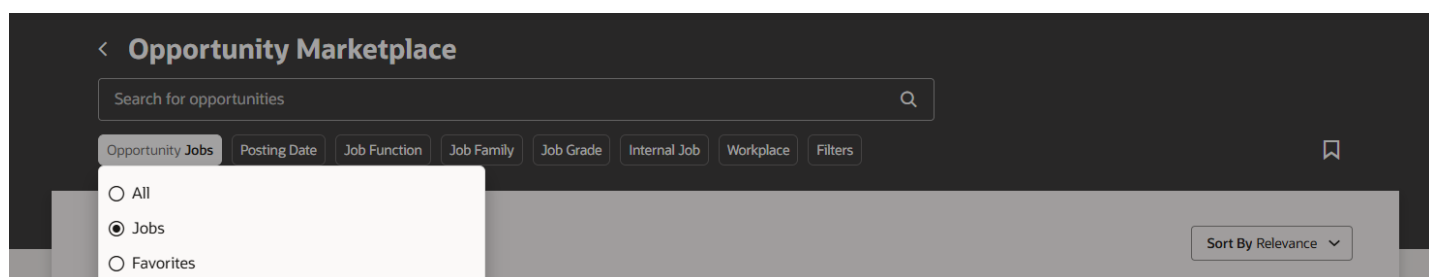 Opportunity Marketplace
Search for opportunities
Opportunity Jobs Posting Date Job Function Job Family Job Grade Internal Job Workplace Filters
All
Jobs
Sort By Relevance
Favorites